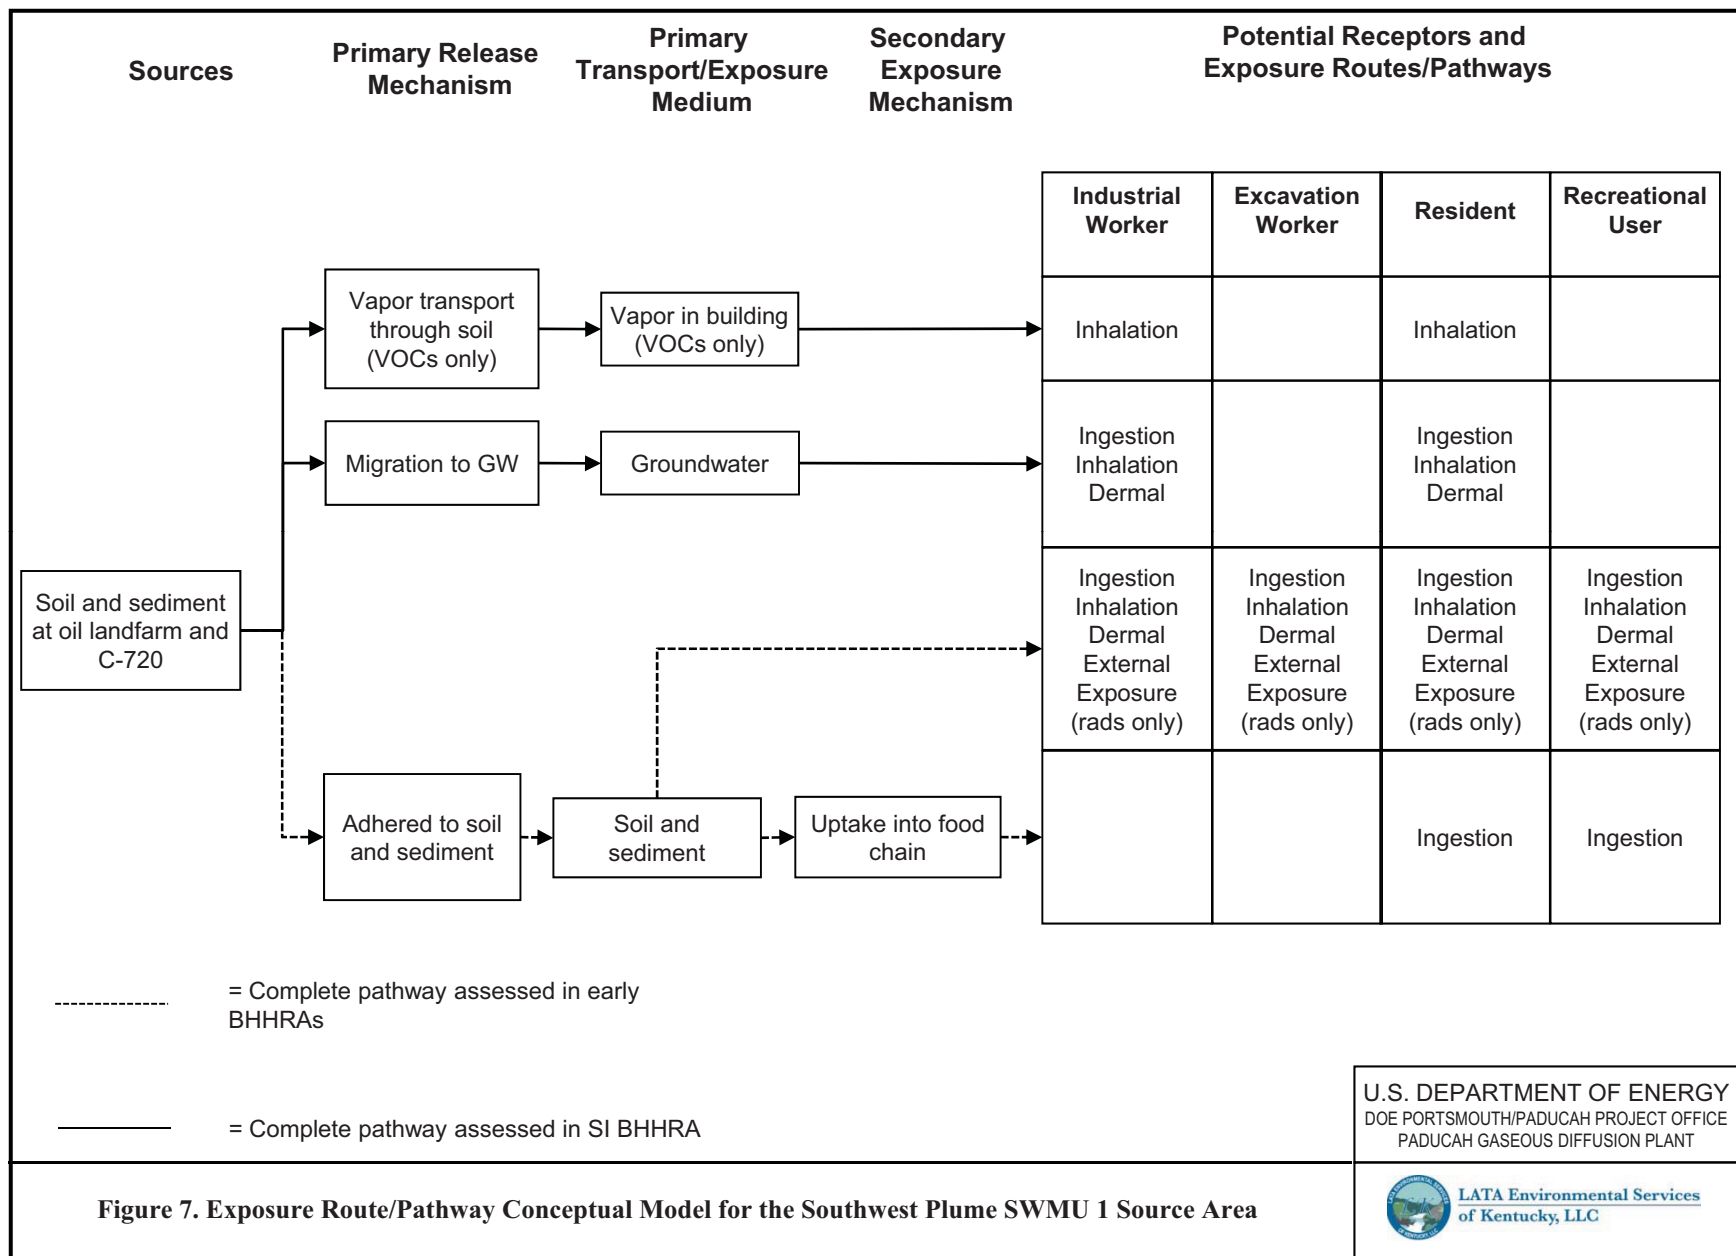 Sources
Primary Release
Mechanism
Primary
Transport/Exposure
Medium
Secondary
Exposure
Mechanism
Potential Receptors and
Exposure Routes/Pathways
Industrial
Worker
Excavation
Worker
Resident
Recreational
User
Vapor transport
through soil
(VOCs only)
Vapor in building
(VOCs only)
Inhalation
Inhalation
Migration to GW
Groundwater
Ingestion
Inhalation
Dermal
Ingestion
Inhalation
Dermal
Soil and sediment
at oil landfarm and
C-720
Ingestion
Inhalation
Dermal
External
Exposure
(rads only)
Ingestion
Inhalation
Dermal
External
Exposure
(rads only)
Ingestion
Inhalation
Dermal
External
Exposure
(rads only)
Ingestion
Inhalation
Dermal
External
Exposure
(rads only)
Adhered to soil
and sediment
Soil and
sediment
Uptake into food
chain
Ingestion
Ingestion
= Complete pathway assessed in early
BHHRAs
= Complete pathway assessed in SI BHHRA
U.S. DEPARTMENT OF ENERGY
DOE PORTSMOUTH/PADUCAH PROJECT OFFICE
PADUCAH GASEOUS DIFFUSION PLANT
Figure 7. Exposure Route/Pathway Conceptual Model for the Southwest Plume SWMU 1 Source Area
LATA Environmental Services
of Kentucky, LLC